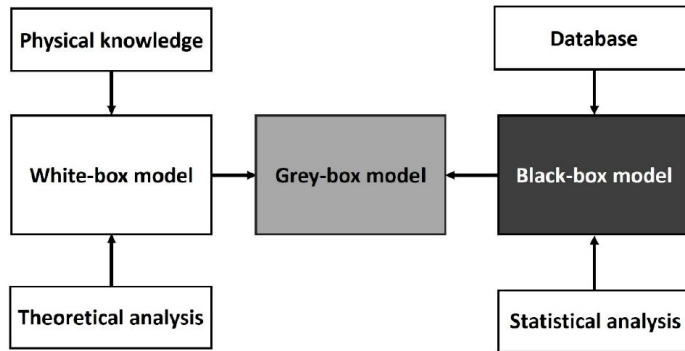 Physical knowledge
Database
White-box model
Grey-box model
Black-box model
Theoretical analysis
Statistical analysis